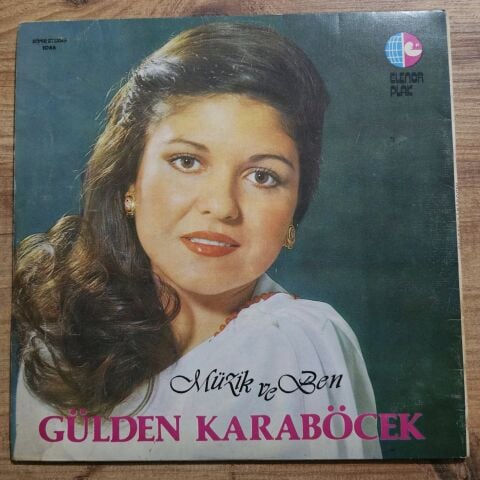 ELENOR
PLAK
Müzik ve Ben
GÜLDEN KARABÖCEK